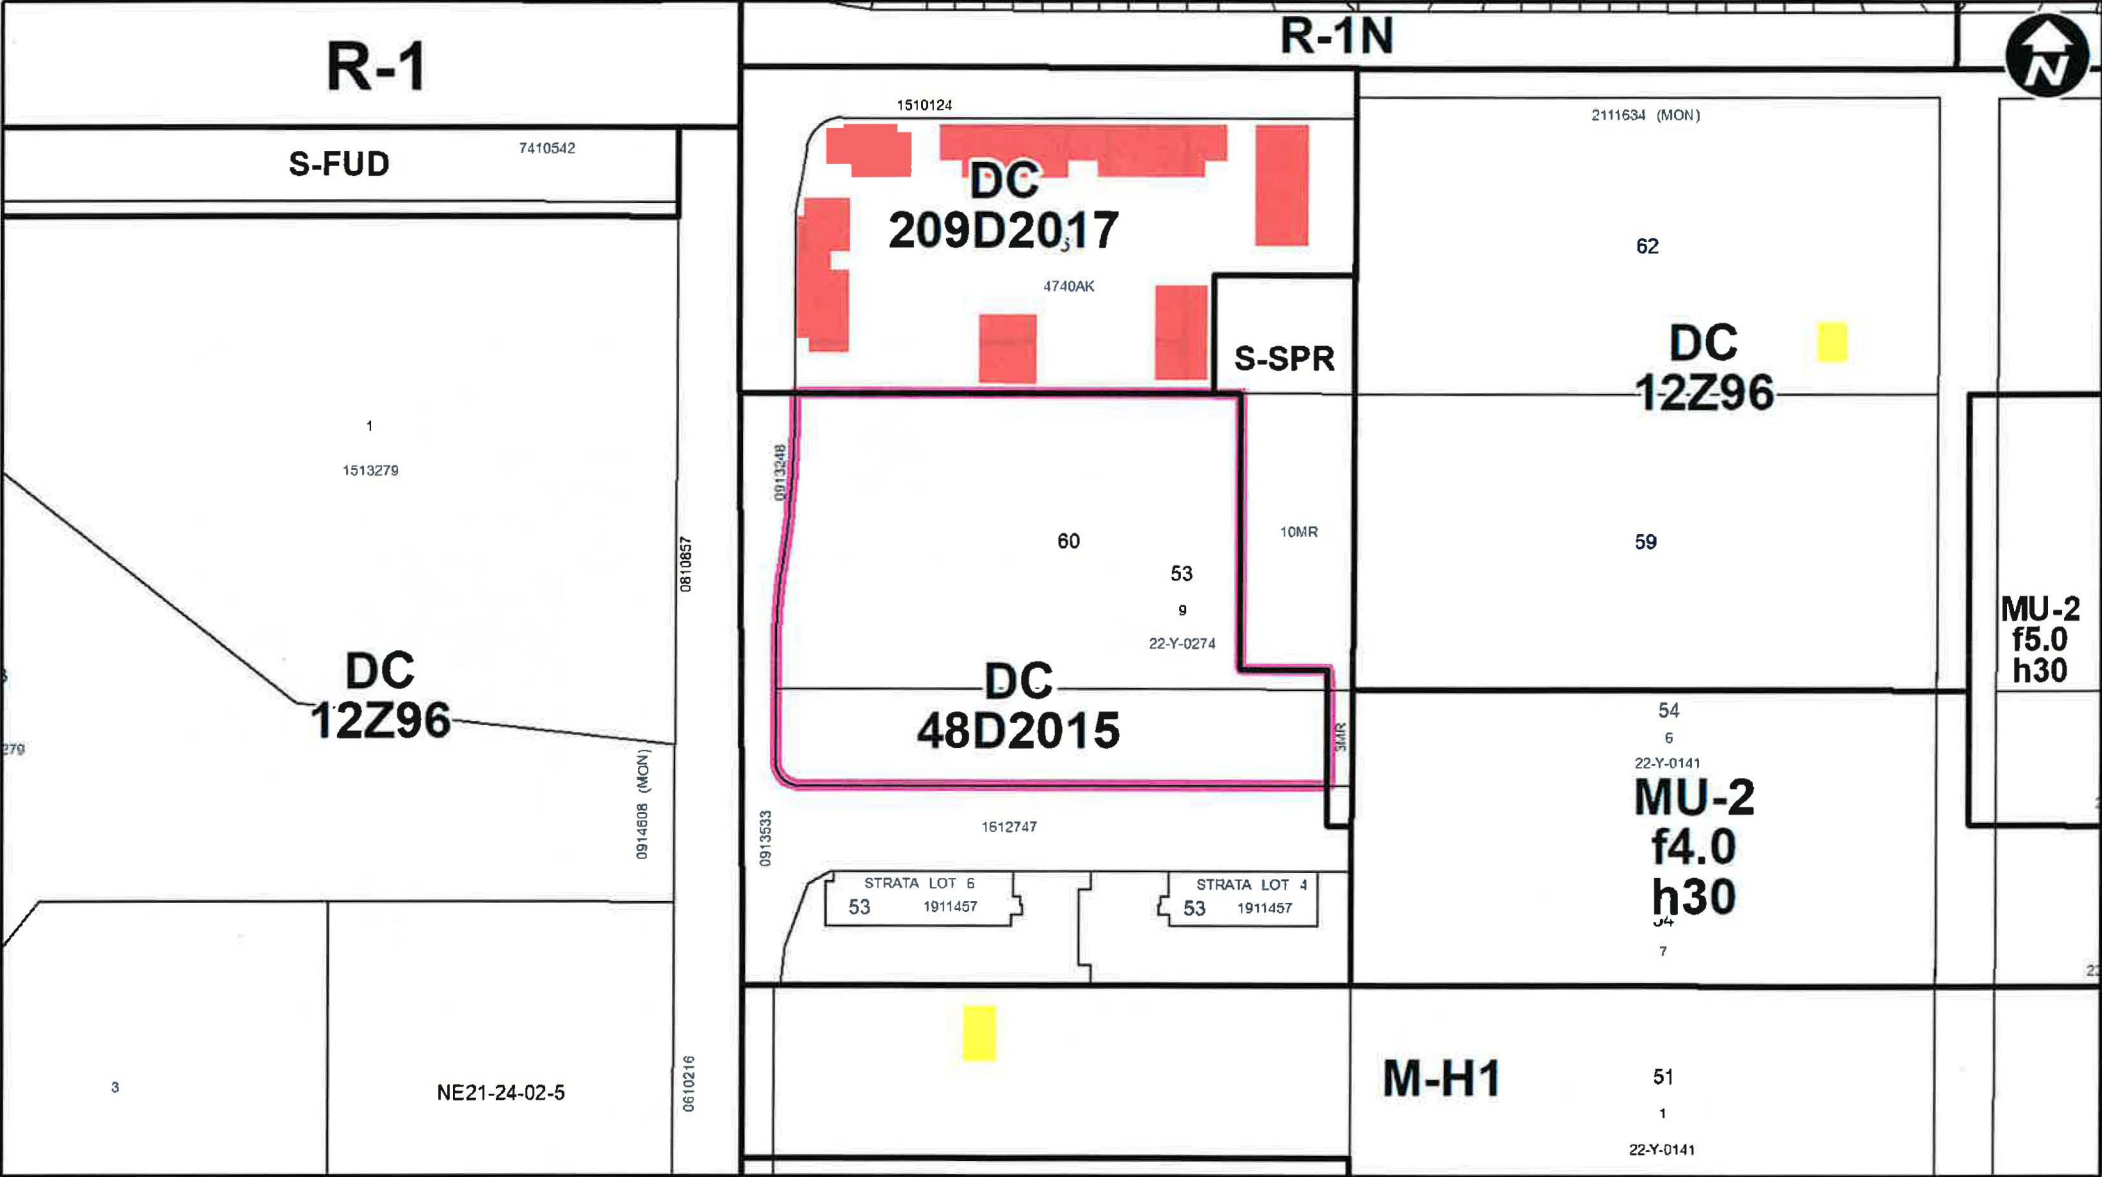 R-1N
R-1
N
1510124
2111634 (MON)
S-FUD
7410542
DC
209D2017
62
4740AK
DC
12Z96
S-SPR
1
1513279
0913248
60
10MR
59
53
0810857
9
22-Y-0274
MU-2
f5.0
h30
DC
12Z96
DC
48D2015
3MR
54
6
22-Y-0141
MU-2
f4.0
h30
279
0914608 (MON)
0913533
1612747
STRATA LOT 6
53 1911457
STRATA LOT 4
53 1911457
7
3
NE21-24-02-5
0610216
M-H1
51
1
22-Y-0141